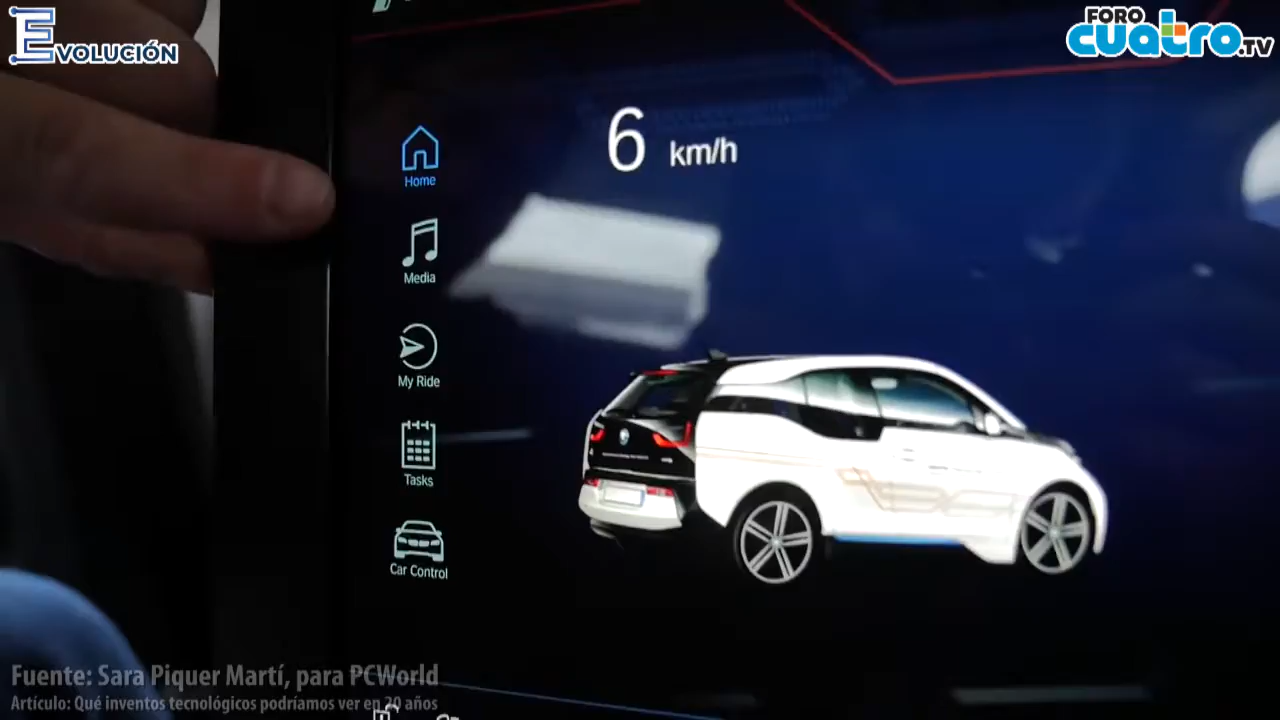 EVOLUCIÓN
FORO
cuatro.TV
6 km/h
Home
Media
My Ride
Tasks
Car Control
Fuente: Sara Piquer Martí, para PCWorld
Artículo: Qué inventos tecnológicos podríamos ver en 20 años